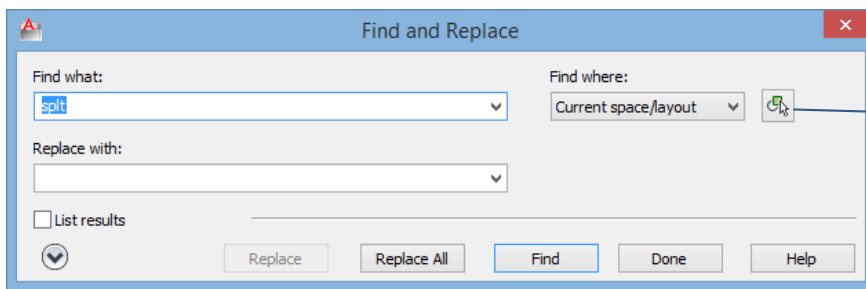 Find and Replace
Find what:
Find where:
splt
Current space/layout
Replace with:
List results
Replace
Replace All
Find
Done
Help